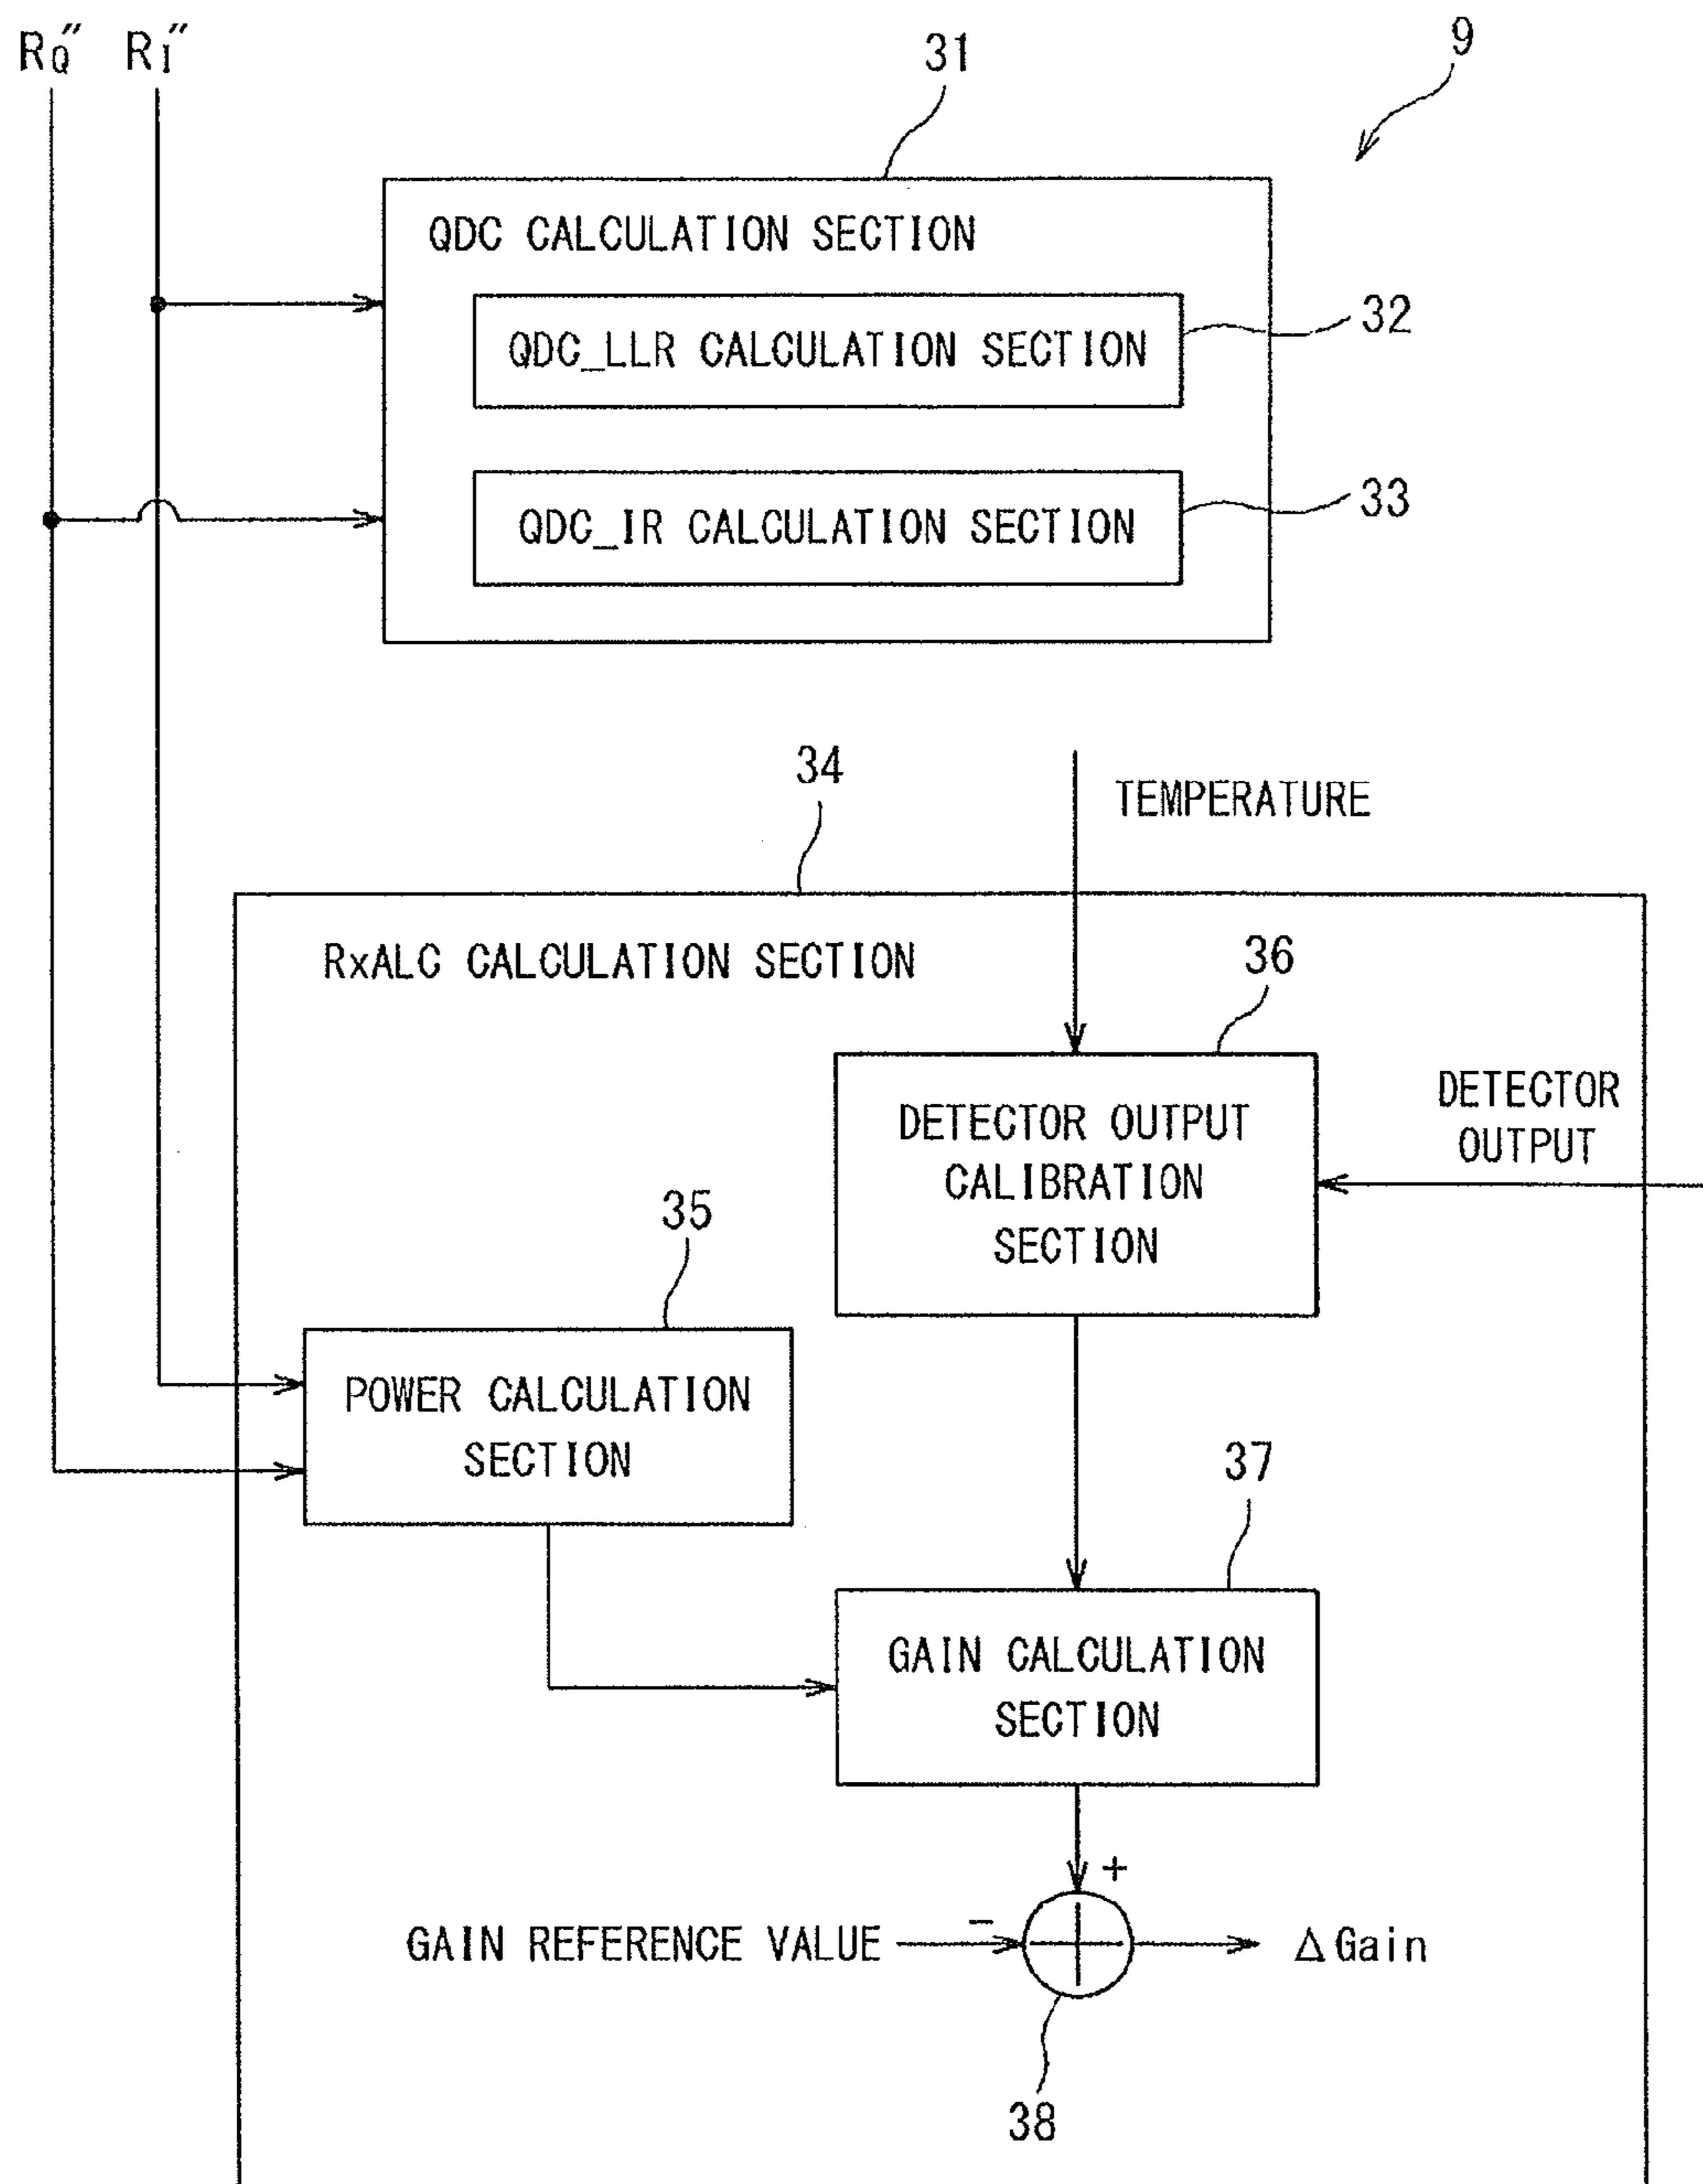 RQ″ RI″
31
9
QDC CALCULATION SECTION
QDC_LLR CALCULATION SECTION
32
QDC_IR CALCULATION SECTION
33
34
TEMPERATURE
RxALC CALCULATION SECTION
36
DETECTOR OUTPUT
CALIBRATION
SECTION
DETECTOR
OUTPUT
35
POWER CALCULATION
SECTION
37
GAIN CALCULATION
SECTION
+
GAIN REFERENCE VALUE
−
ΔGain
38